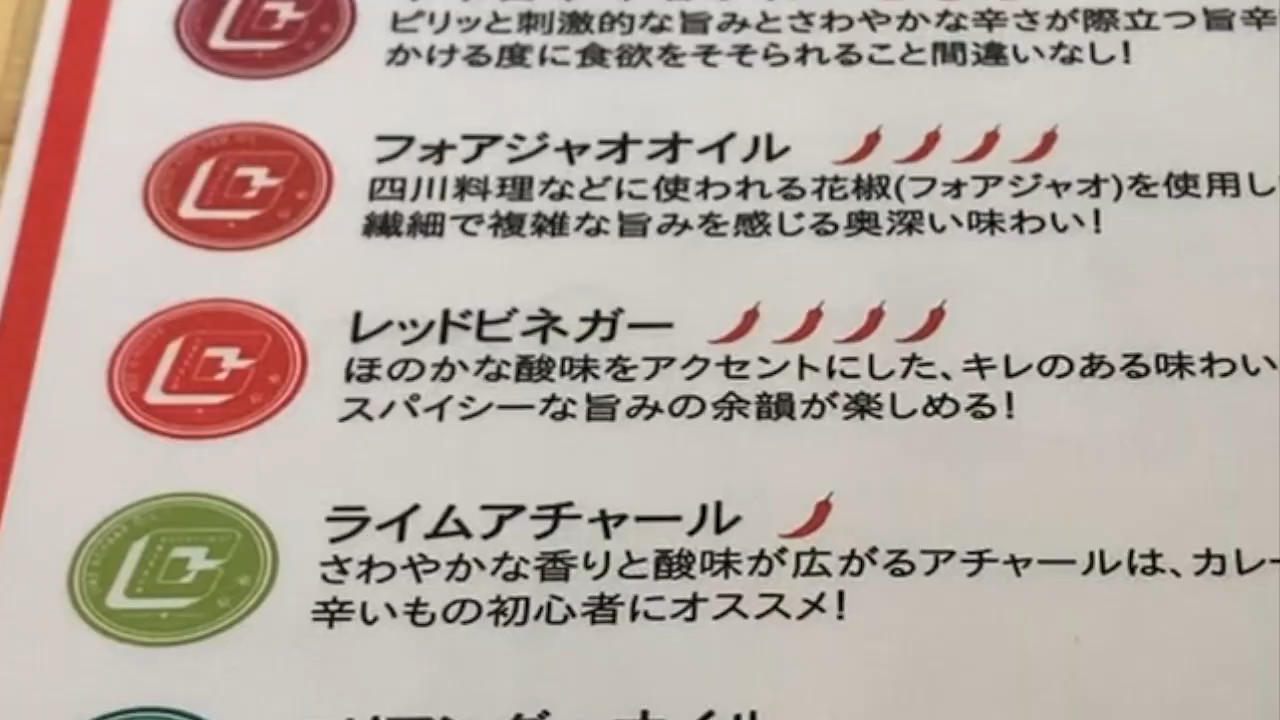 ピリッと刺激的な旨みとさわやかな辛さが際立つ旨辛
かける度に食欲をそそられること間違いなし!
フォアジャオオイル
四川料理などに使われる花椒(フォアジャオ)を使用し
繊細で複雑な旨みを感じる奥深い味わい!
レッドビネガー
ほのかな酸味をアクセントにした、キレのある味わい
スパイシーな旨みの余韻が楽しめる!
ライムアチャール
さわやかな香りと酸味が広がるアチャールは、カレー
辛いもの初心者にオススメ!